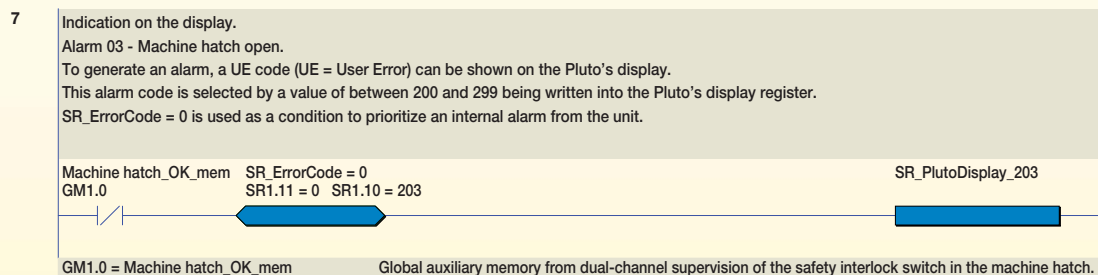 7
Indication on the display.
Alarm 03 - Machine hatch open.
To generate an alarm, a UE code (UE = User Error) can be shown on the Pluto’s display.
This alarm code is selected by a value of between 200 and 299 being written into the Pluto’s display register.
SR_ErrorCode = 0 is used as a condition to prioritize an internal alarm from the unit.
Machine hatch_OK_mem SR_ErrorCode = 0 SR_PlutoDisplay_203
GM1.0 SR1.11 = 0 SR1.10 = 203
GM1.0 = Machine hatch_OK_mem Global auxiliary memory from dual-channel supervision of the safety interlock switch in the machine hatch.